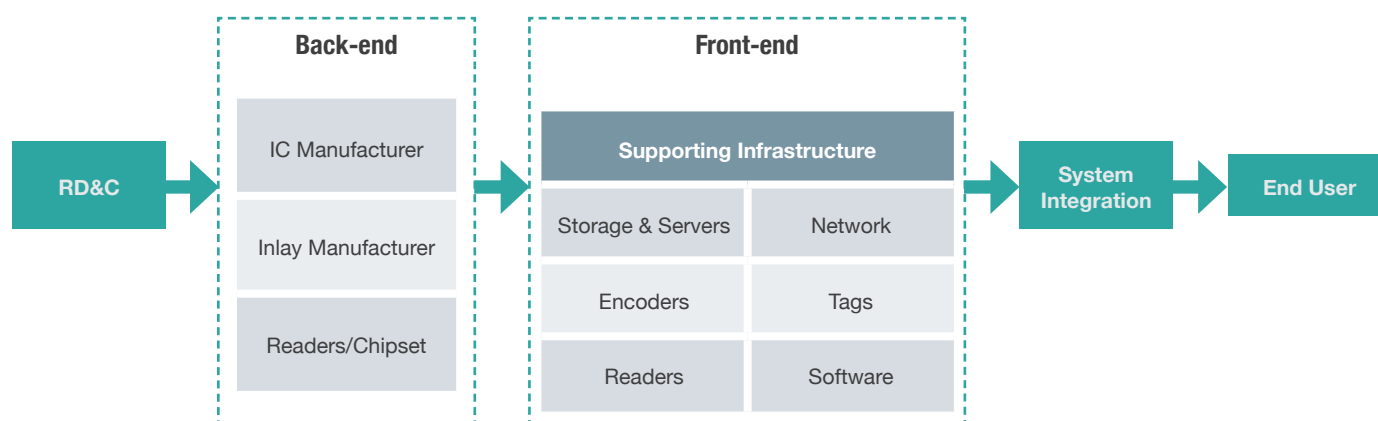 Back-end
Front-end
RD&C
IC Manufacturer
Inlay Manufacturer
Readers/Chipset
Supporting Infrastructure
Storage & Servers
Network
Encoders
Tags
Readers
Software
System
Integration
End User